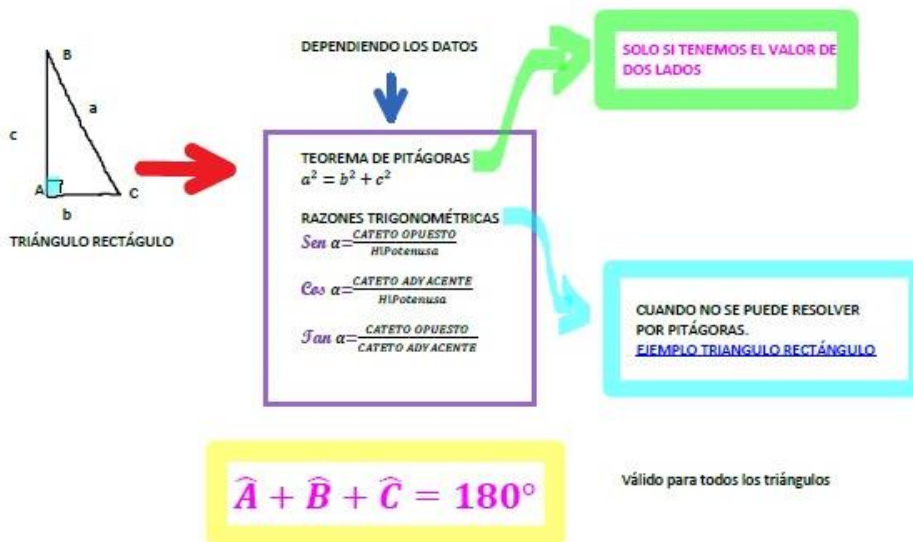 B
a
c
A
C
b
TRIÁNGULO RECTÁGULO
DEPENDIENDO LOS DATOS
TEOREMA DE PITÁGORAS
a² = b² + c²
RAZONES TRIGONOMÉTRICAS
Sen α=CATETO OPUESTO/H\Potenusa
Cos α=CATETO ADYACENTE/H\Potenusa
Tan α=CATETO OPUESTO/CATETO ADYACENTE
SOLO SI TENEMOS EL VALOR DE
DOS LADOS
CUANDO NO SE PUEDE RESOLVER
POR PITÁGORAS.
EJEMPLO TRIANGULO RECTÁNGULO
Â + B̂ + Ĉ = 180°
Válido para todos los triángulos